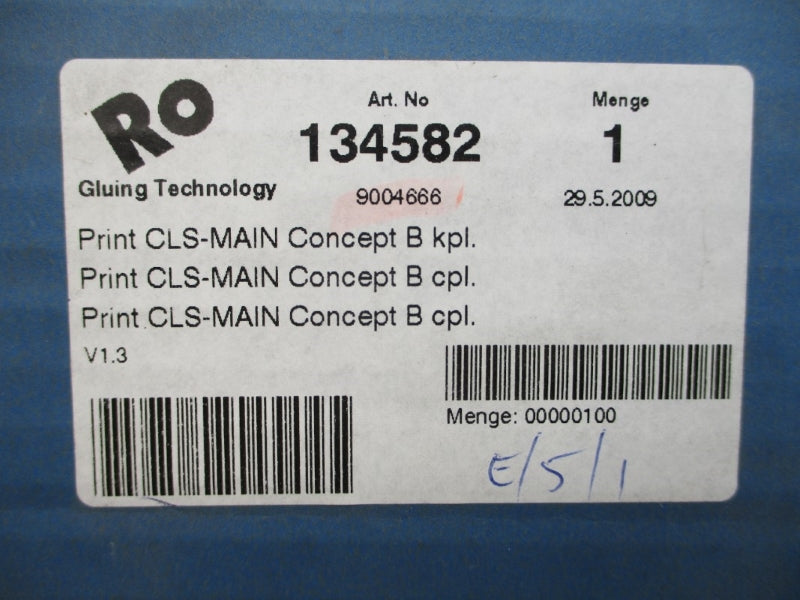 RO
Gluing Technology
Art. No
134582
9004666
Menge
1
29.5.2009
Print CLS-MAIN Concept B kpl.
Print CLS-MAIN Concept B cpl.
Print CLS-MAIN Concept B cpl.
V1.3
Menge: 00000100
E/5/1